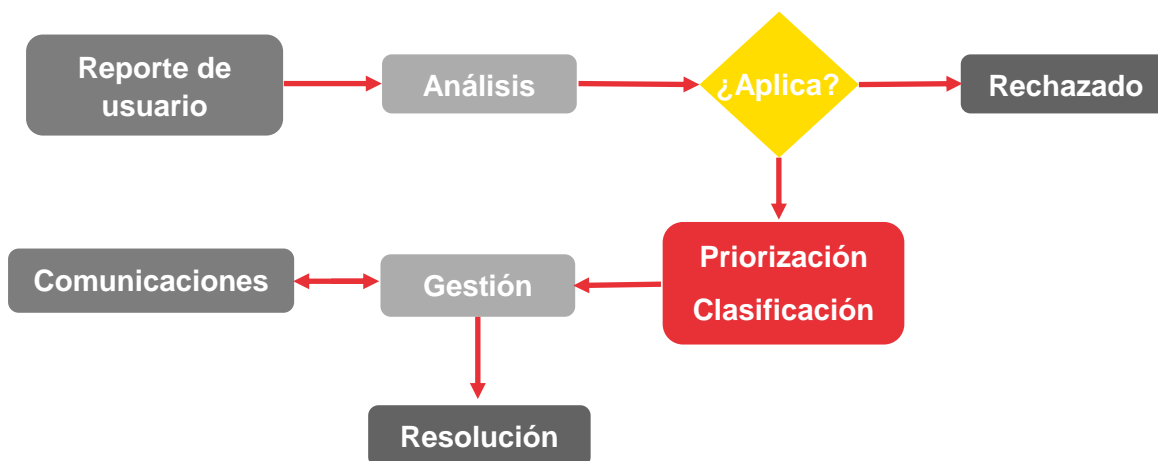 Reporte de
usuario
Análisis
¿Aplica?
Rechazado
Priorización
Clasificación
Comunicaciones
Gestión
Resolución